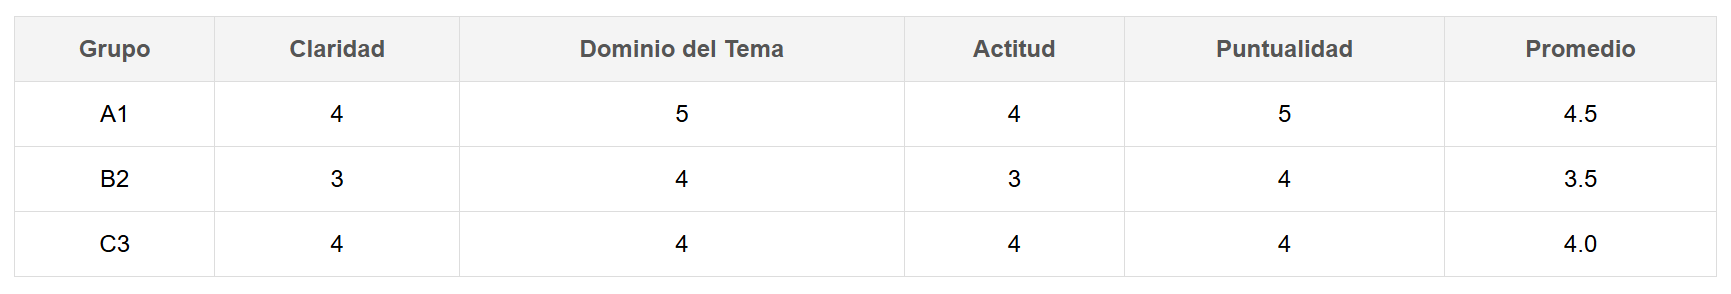 Grupo Claridad Dominio del Tema Actitud Puntualidad Promedio
A1 4 5 4 5 4.5
B2 3 4 3 4 3.5
C3 4 4 4 4 4.0